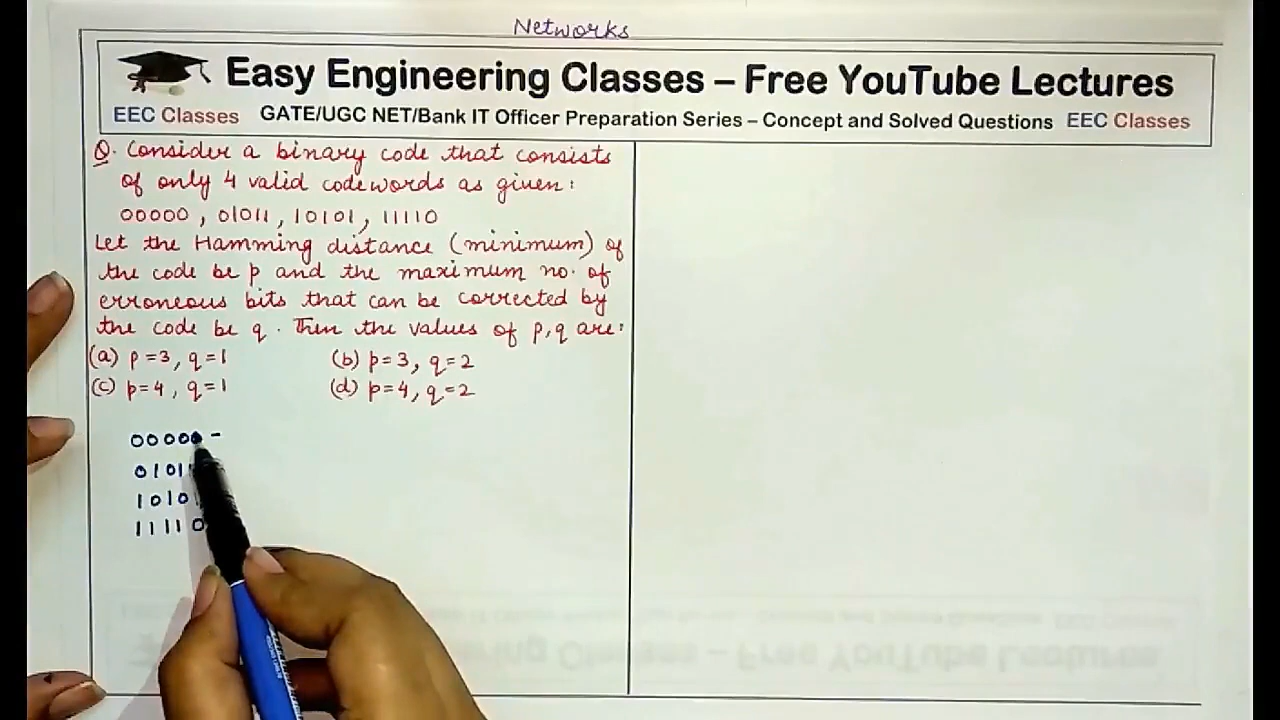 Networks
Easy Engineering Classes – Free YouTube Lectures
EEC Classes GATE/UGC NET/Bank IT Officer Preparation Series – Concept and Solved Questions EEC Classes
Q. Consider a binary code that consists
of only 4 valid codewords as given:
00000, 01011, 10101, 11110
Let the Hamming distance (minimum) of
the code be p and the maximum no. of
erroneous bits that can be corrected by
the code be q. Then the values of p,q are:
(a) p=3, q=1 (b) p=3, q=2
(c) p=4, q=1 (d) p=4, q=2
00000 -
0101
1010
11110